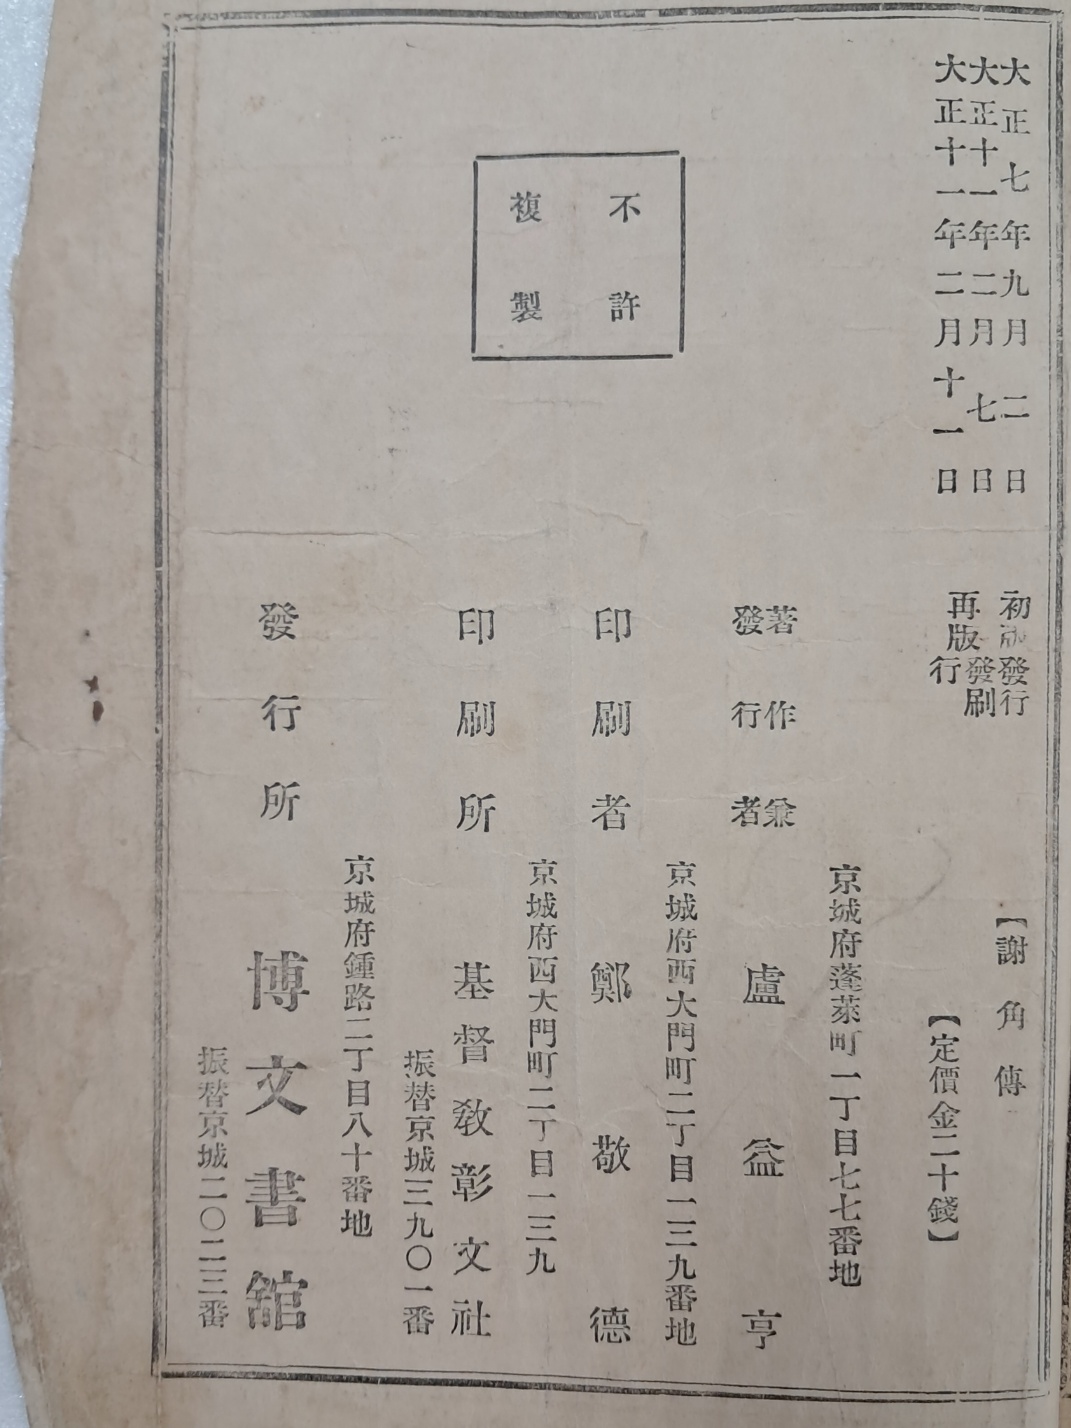 大正七年九月二日初版發行
大正十一年二月七日發刷
大正十一年二月十一日再版行
【謝角傳】
【定價金二十錢】
不許
複製
京城府蓬萊町一丁目七七番地
著作兼
發行者
盧益亨
京城府西大門町二丁目一三九番地
印刷者 鄭敬德
京城府西大門町二丁目一三九
印刷所 基督敎彰文社
振替京城三九〇一番
京城府鍾路二丁目八十番地
發行所 博文書舘
振替京城二〇二三番